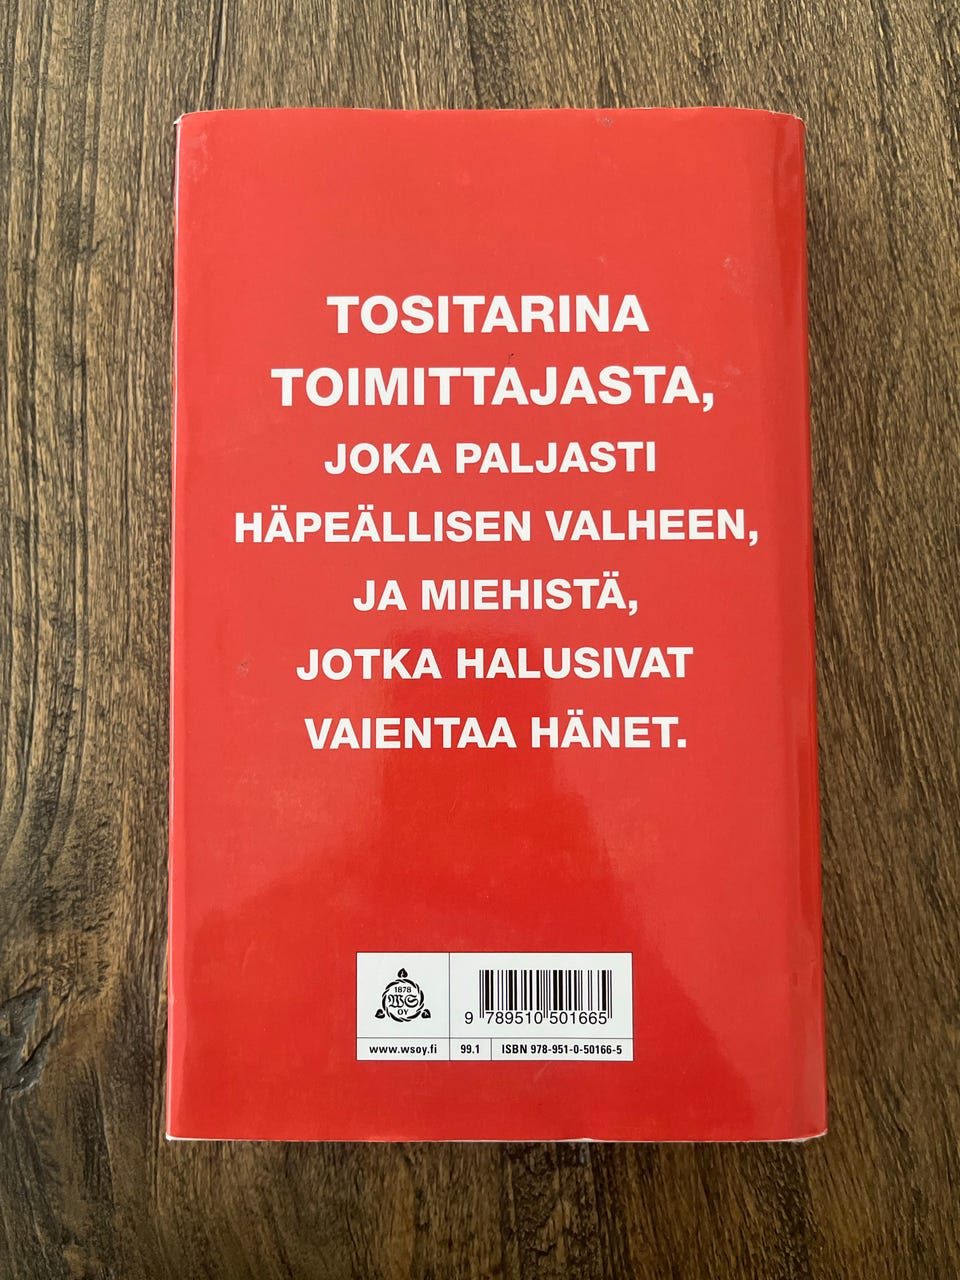 TOSITARINA
TOIMITTAJASTA,
JOKA PALJASTI
HÄPEÄLLISEN VALHEEN,
JA MIEHISTÄ,
JOTKA HALUSIVAT
VAIENTAA HÄNET.
1878
WS
OY
9 789510 501665
www.wsoy.fi 99.1 ISBN 978-951-0-50166-5